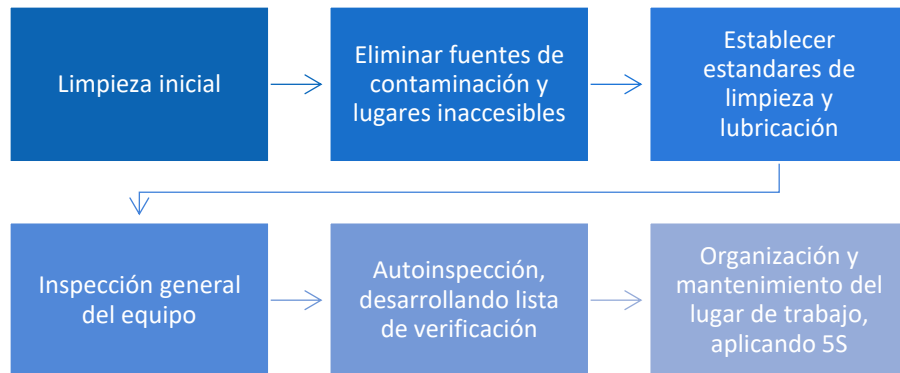 Limpieza inicial
Eliminar fuentes de
contaminación y
lugares inaccesibles
Establecer
estandares de
limpieza y
lubricación
Inspección general
del equipo
Autoinspección,
desarrollando lista
de verificación
Organización y
mantenimiento del
lugar de trabajo,
aplicando 5S